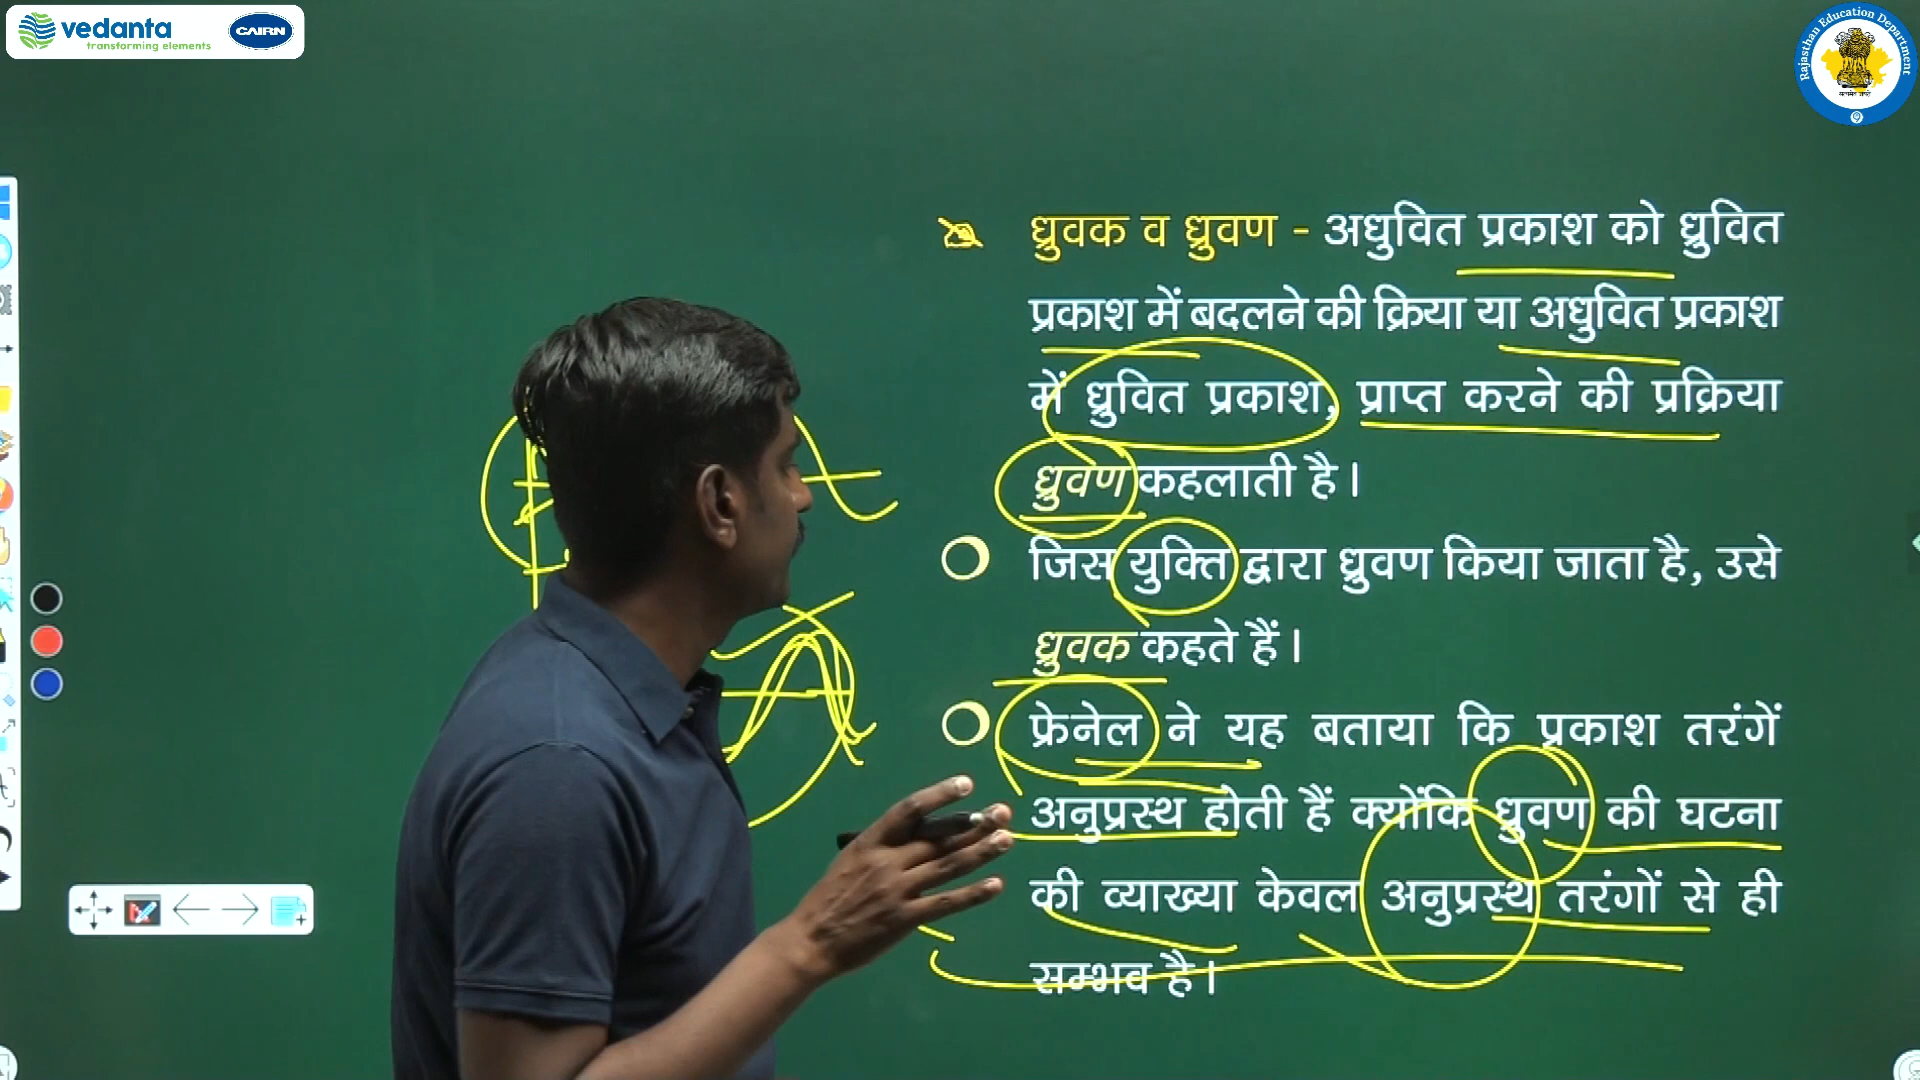 vedanta
transforming elements
CAIRN
Rajasthan Education Department
ध्रुवक व ध्रुवण - अध्रुवित प्रकाश को ध्रुवित
प्रकाश में बदलने की क्रिया या अध्रुवित प्रकाश
में ध्रुवित प्रकाश, प्राप्त करने की प्रक्रिया
ध्रुवण कहलाती है।
जिस युक्ति द्वारा ध्रुवण किया जाता है, उसे
ध्रुवक कहते हैं।
फ्रेनेल ने यह बताया कि प्रकाश तरंगें
अनुप्रस्थ होती हैं क्योंकि ध्रुवण की घटना
की व्याख्या केवल अनुप्रस्थ तरंगों से ही
सम्भव है।